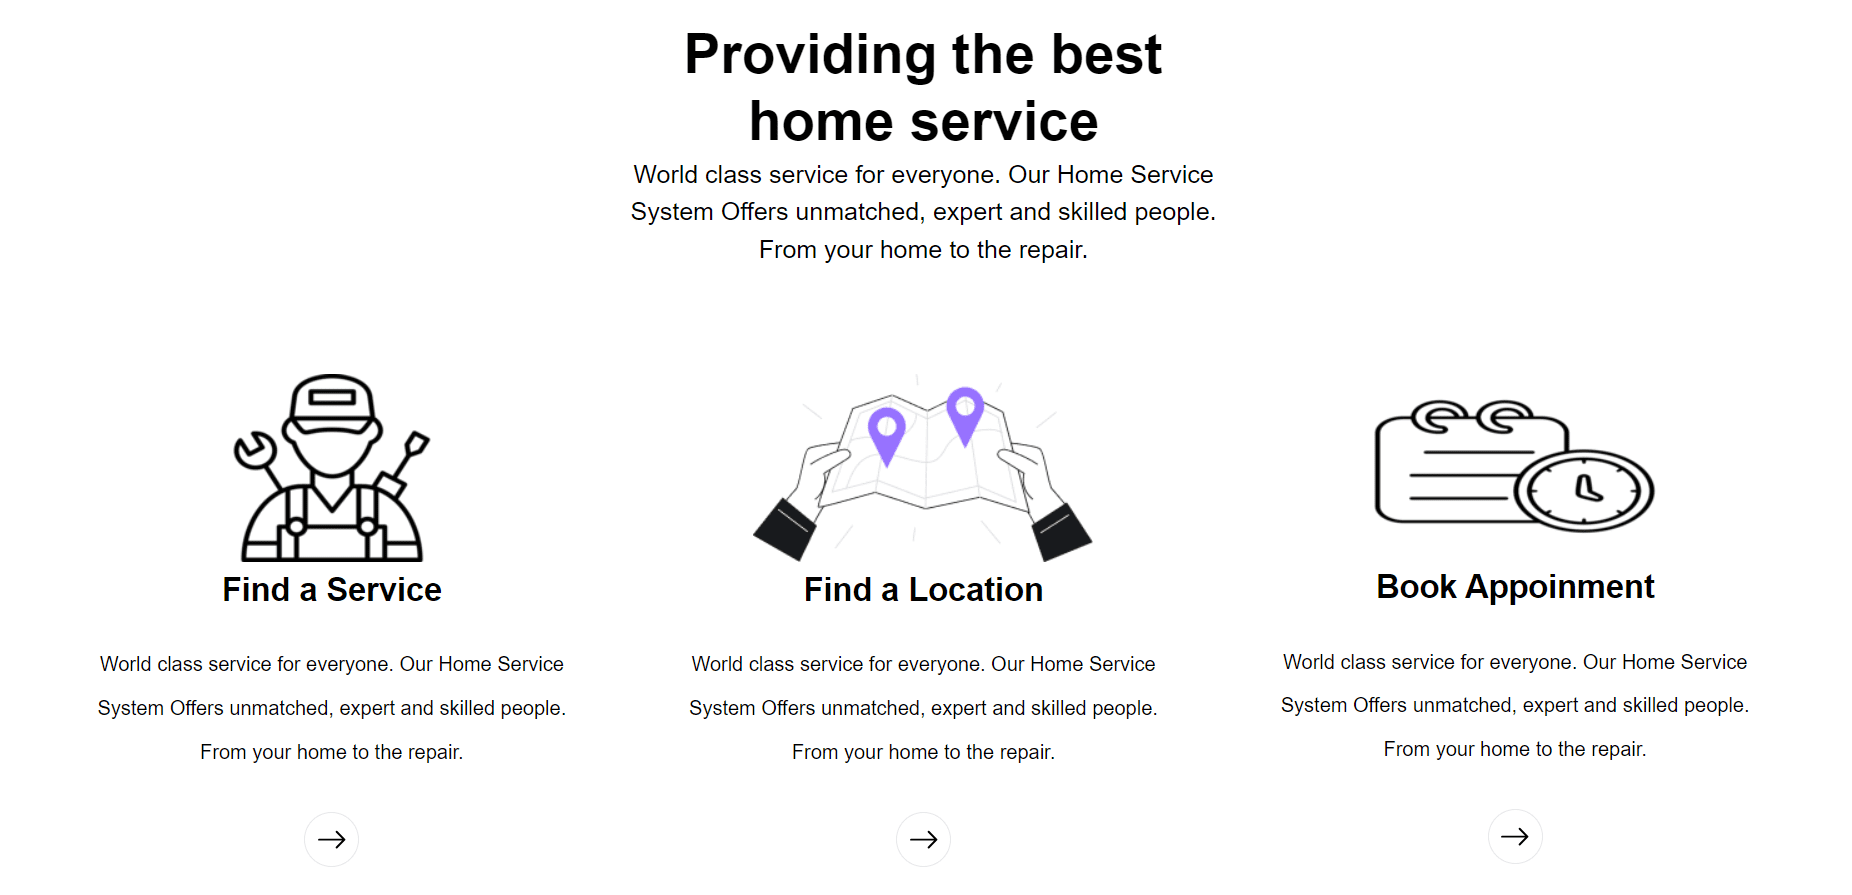 Providing the best
home service
World class service for everyone. Our Home Service
System Offers unmatched, expert and skilled people.
From your home to the repair.
Find a Service
World class service for everyone. Our Home Service
System Offers unmatched, expert and skilled people.
From your home to the repair.
Find a Location
World class service for everyone. Our Home Service
System Offers unmatched, expert and skilled people.
From your home to the repair.
Book Appoinment
World class service for everyone. Our Home Service
System Offers unmatched, expert and skilled people.
From your home to the repair.